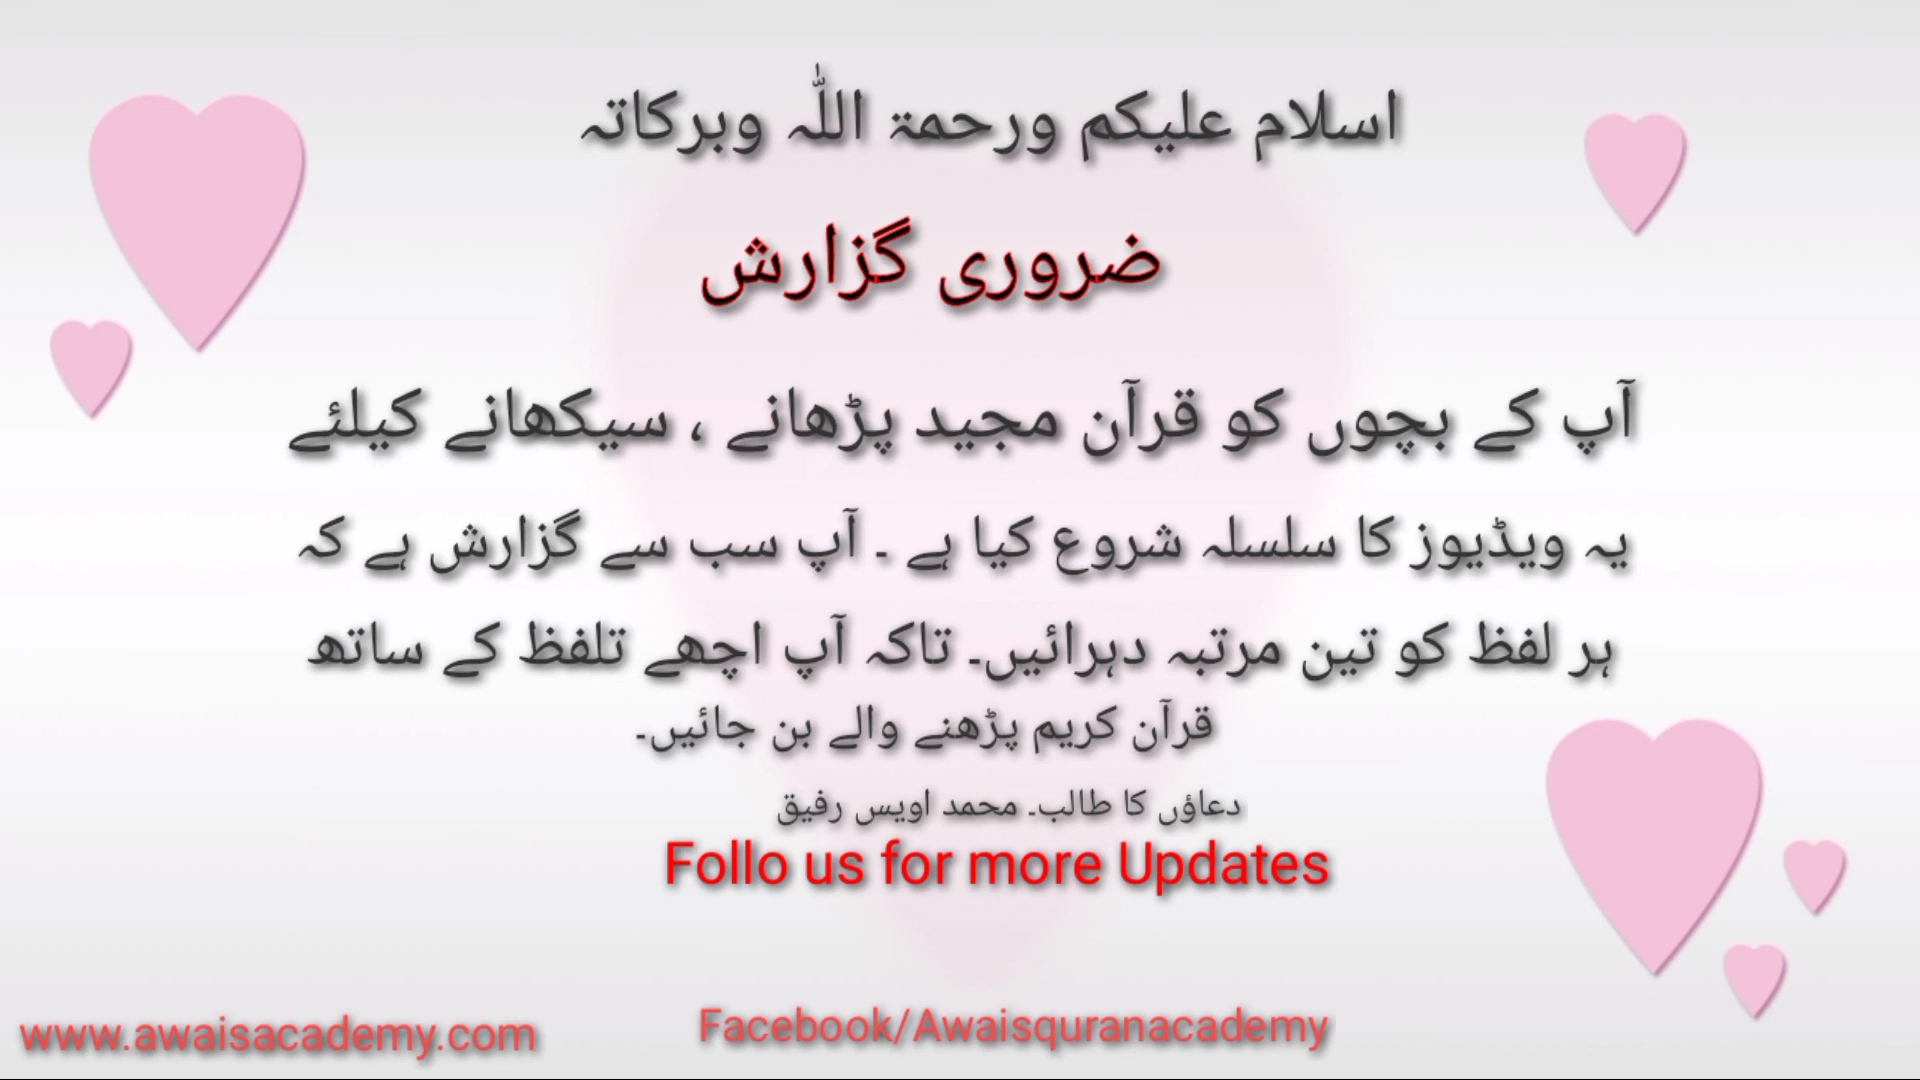 اسلام علیکم ورحمۃ اللّٰہ وبرکاتہ
ضروری گزارش
آپ کے بچوں کو قرآن مجید پڑھانے ، سیکھانے کیلئے
یہ ویڈیوز کا سلسلہ شروع کیا ہے ۔ آپ سب سے گزارش ہے کہ
ہر لفظ کو تین مرتبہ دہرائیں۔ تاکہ آپ اچھے تلفظ کے ساتھ
قرآن کریم پڑھنے والے بن جائیں۔
دعاؤں کا طالب۔ محمد اویس رفیق
Follo us for more Updates
www.awaisacademy.com
Facebook/Awaisquranacademy